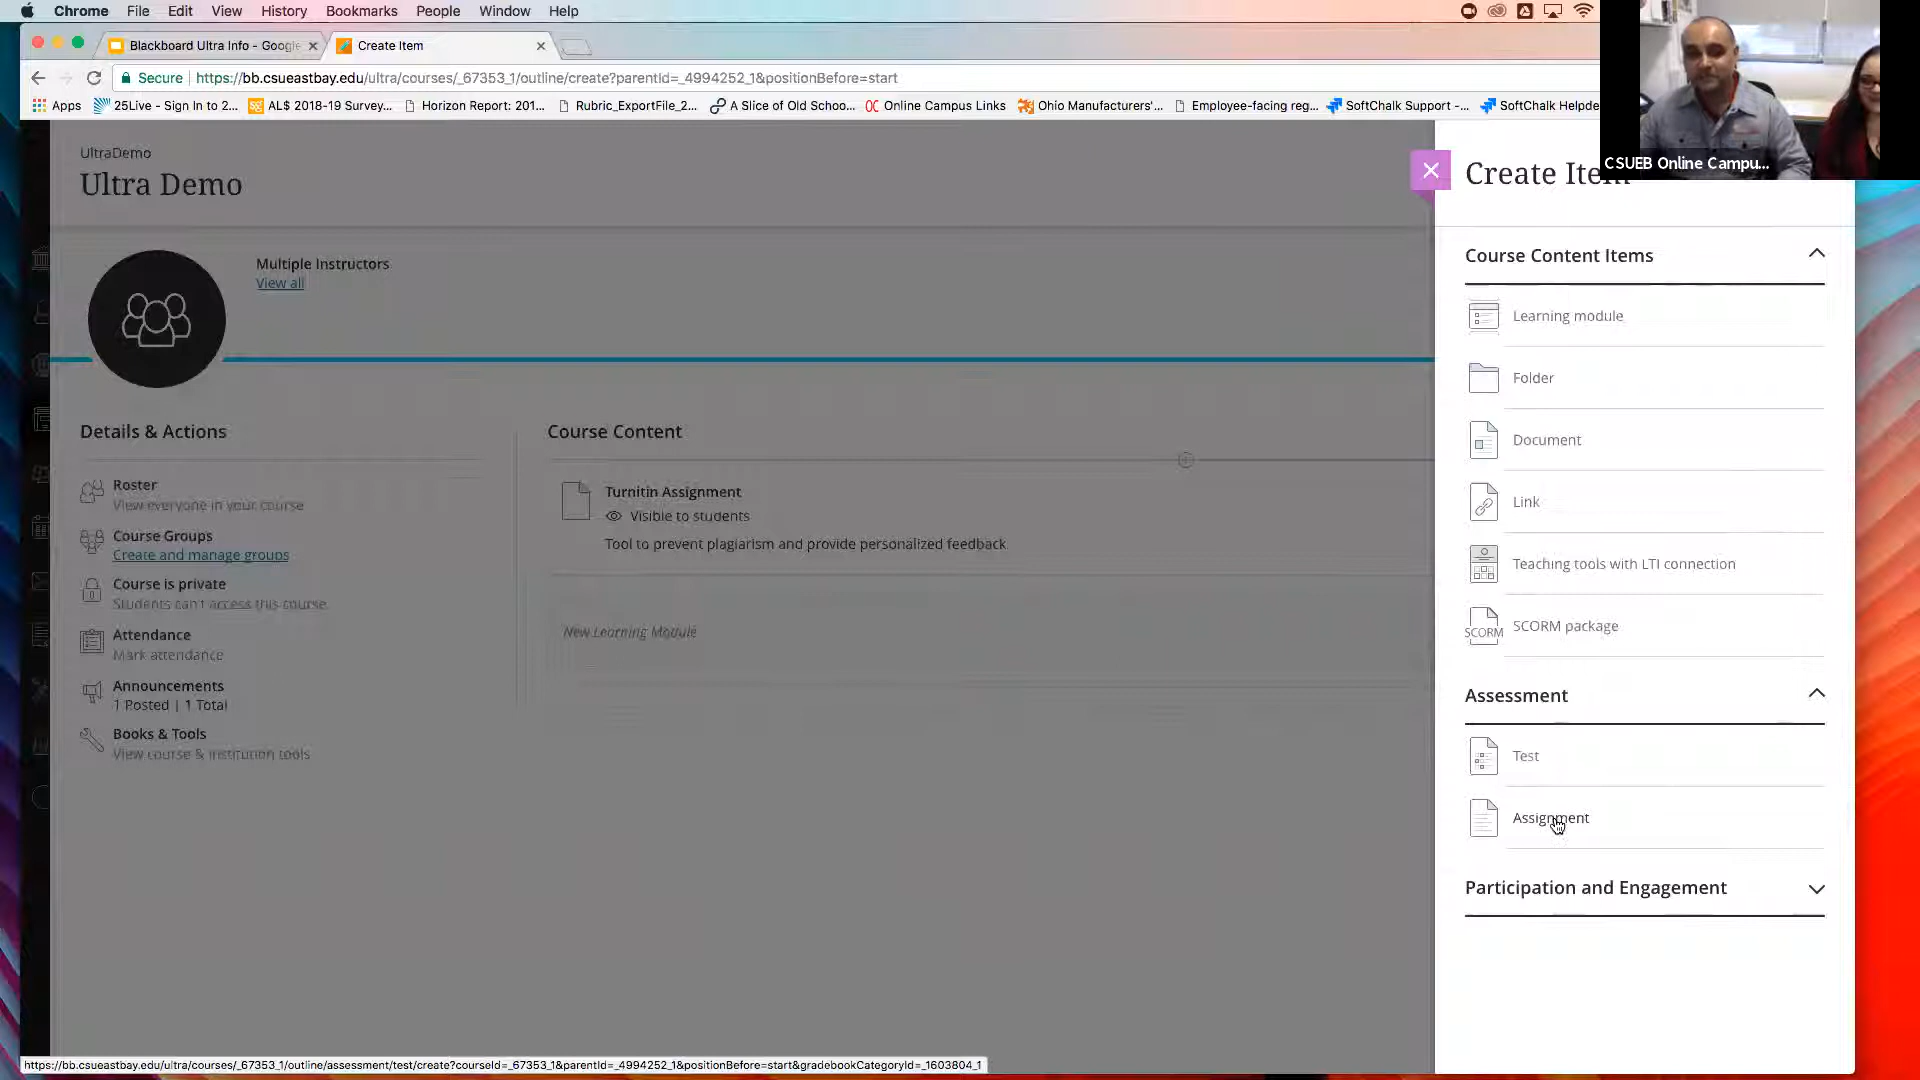 Chrome File Edit View History Bookmarks People Window Help
Blackboard Ultra Info - Google
Create Item
Secure https://bb.csueastbay.edu/ultra/courses/_67353_1/outline/create?parentId=_4994252_1&positionBefore=start
Apps 25Live - Sign In to 2... AL$ 2018-19 Survey... Horizon Report: 201... Rubric_ExportFile_2... A Slice of Old Schoo... Online Campus Links Ohio Manufacturers'... Employee-facing reg... SoftChalk Support -... SoftChalk Helpde
CSUEB Online Campu...
UltraDemo
Ultra Demo
Multiple Instructors
View all
Details & Actions
Roster
View everyone in your course
Course Groups
Create and manage groups
Course is private
Students can't access this course
Attendance
Mark attendance
Announcements
1 Posted | 1 Total
Books & Tools
View course & institution tools
Course Content
Turnitin Assignment
Visible to students
Tool to prevent plagiarism and provide personalized feedback
New Learning Module
Create Item
Course Content Items
Learning module
Folder
Document
Link
Teaching tools with LTI connection
SCORM
SCORM package
Assessment
Test
Assignment
Participation and Engagement
https://bb.csueastbay.edu/ultra/courses/_67353_1/outline/assessment/test/create?courseId=_67353_1&parentId=_4994252_1&positionBefore=start&gradebookCategoryId=_1603804_1